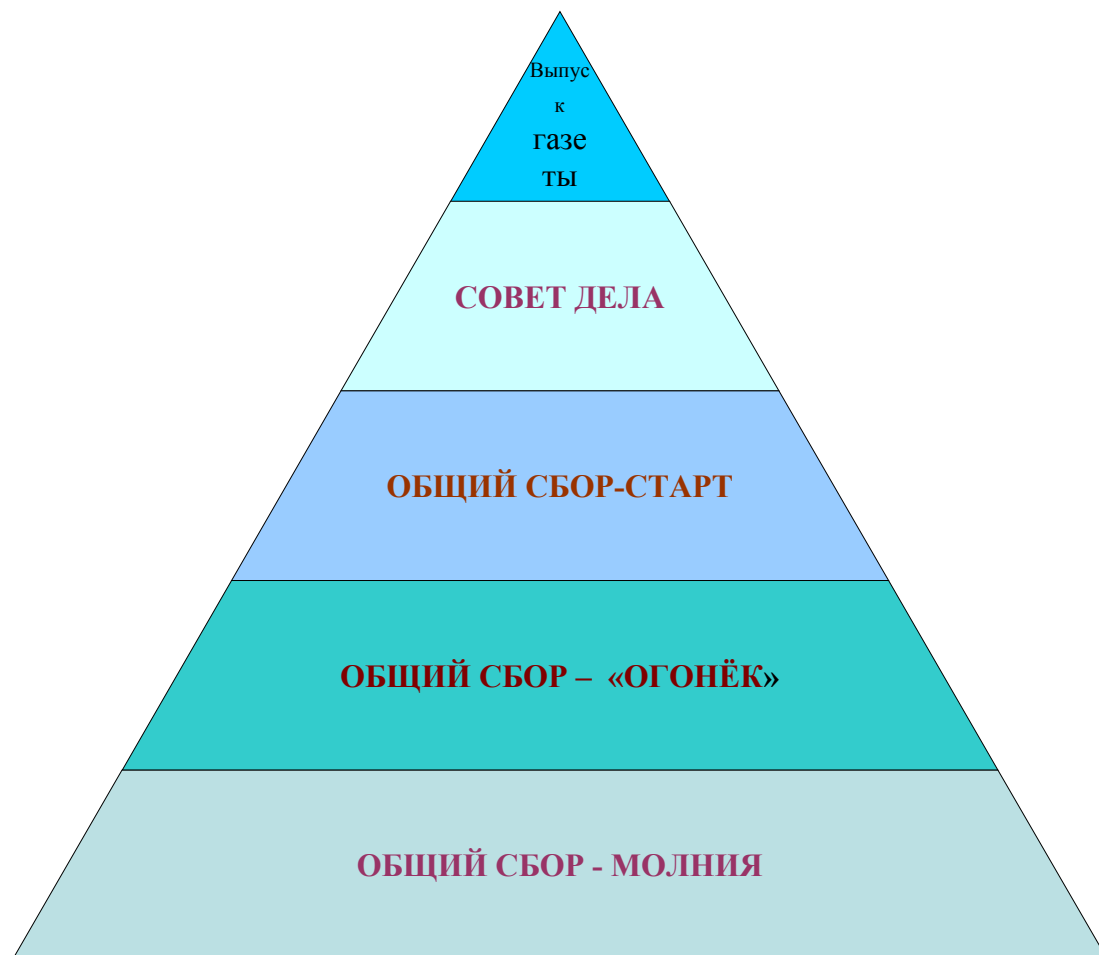 Выпус
к
газе
ты
СОВЕТ ДЕЛА
ОБЩИЙ СБОР-СТАРТ
ОБЩИЙ СБОР – «ОГОНЁК»
ОБЩИЙ СБОР - МОЛНИЯ